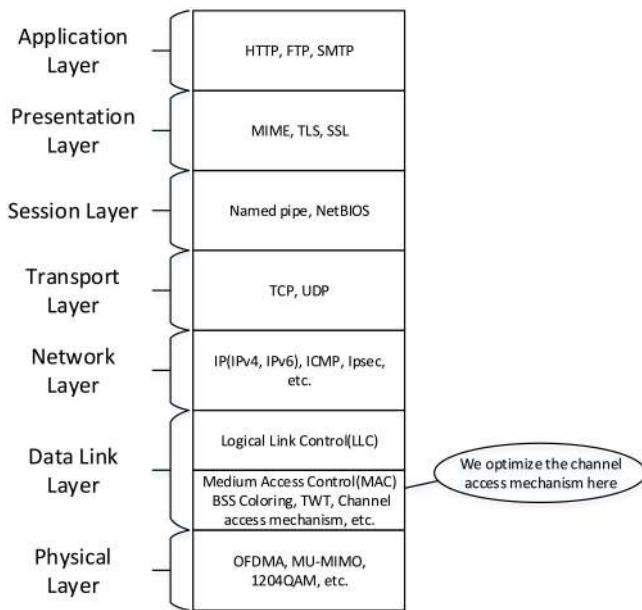 Application
Layer
HTTP, FTP, SMTP
Presentation
Layer
MIME, TLS, SSL
Session Layer
Named pipe, NetBIOS
Transport
Layer
TCP, UDP
Network
Layer
IP(IPv4, IPv6), ICMP, Ipsec,
etc.
Data Link
Layer
Logical Link Control(LLC)
Medium Access Control(MAC)
BSS Coloring, TWT, Channel
access mechanism, etc.
We optimize the channel
access mechanism here
Physical
Layer
OFDMA, MU-MIMO,
1204QAM, etc.